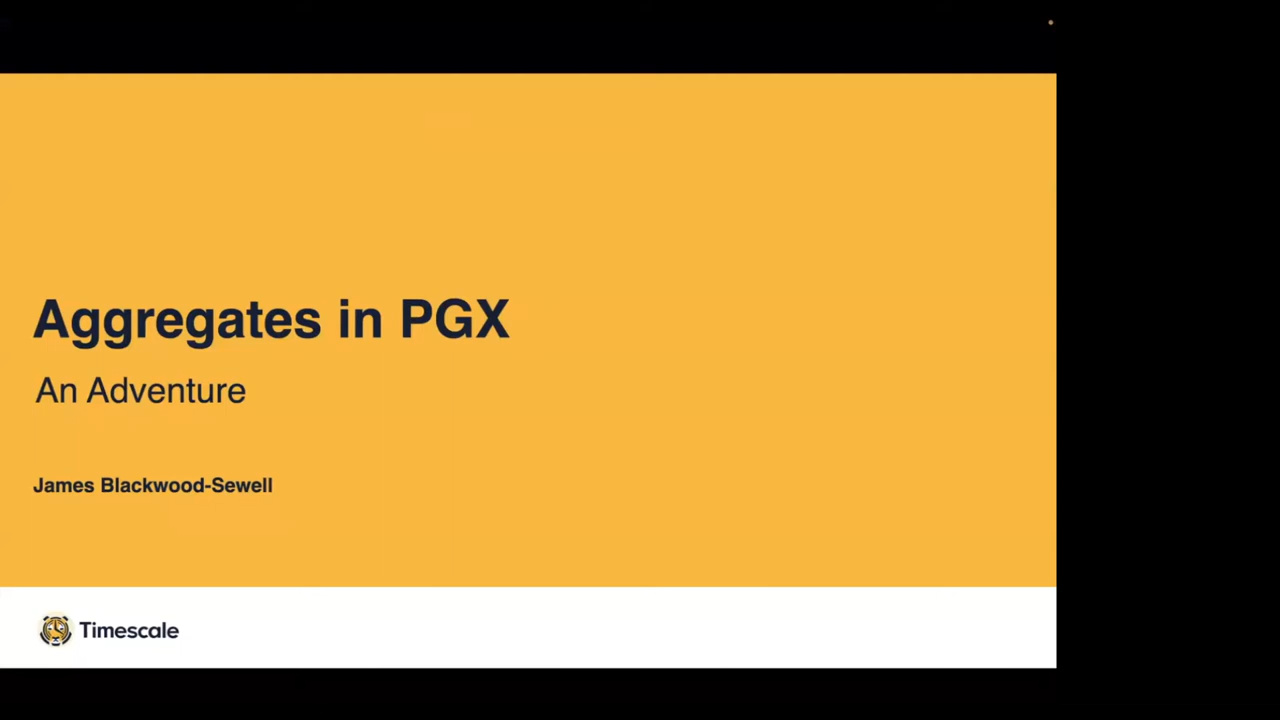 Aggregates in PGX
An Adventure
James Blackwood-Sewell
Timescale